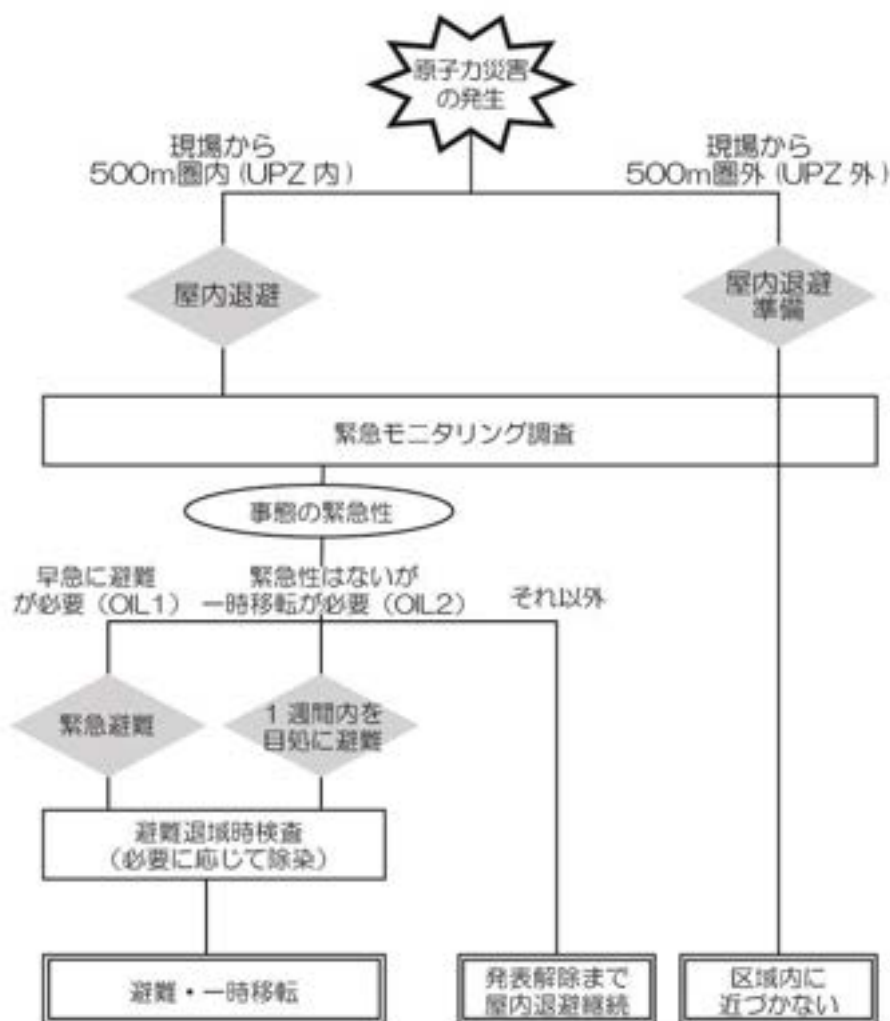 原子力災害
の発生
現場から
500m圏内(UPZ 内)
現場から
500m圏外(UPZ 外)
屋内退避
屋内退避
準備
緊急モニタリング調査
事態の緊急性
早急に避難
が必要(OIL1)
緊急性はないが
一時移転が必要(OIL2)
それ以外
緊急避難
1 週間内を
目処に避難
避難退域時検査
(必要に応じて除染)
避難・一時移転
発表解除まで
屋内退避継続
区域内に
近づかない